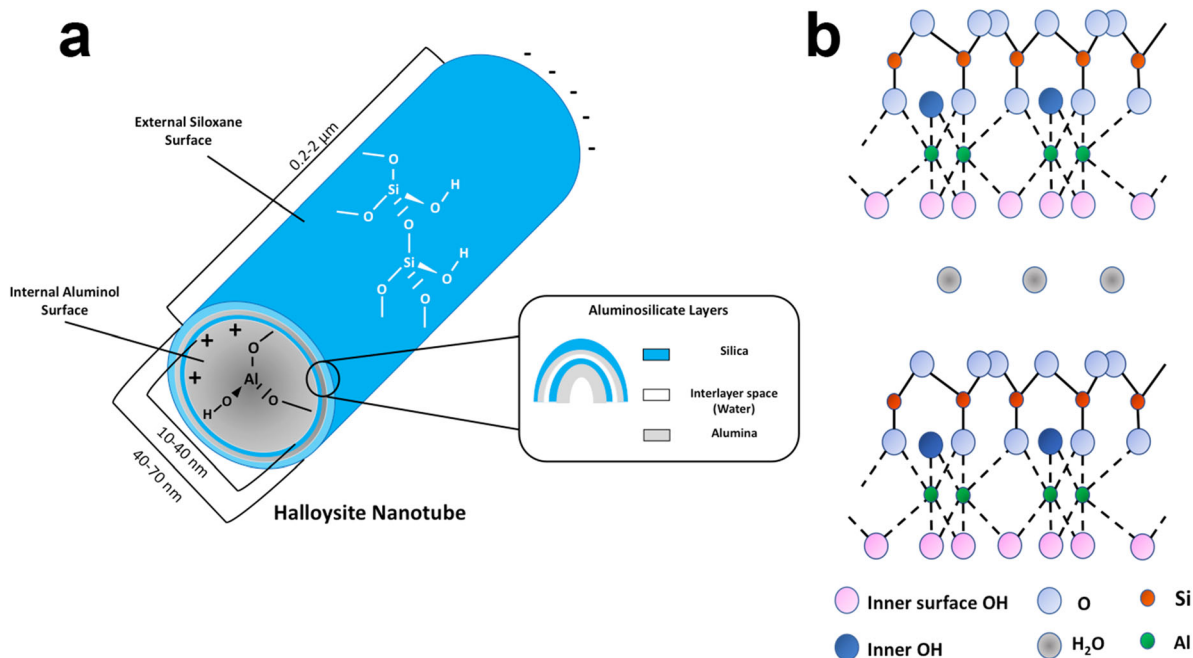 a
External Siloxane
Surface
0.2-2 µm
O
Si
H
O
O
O
Si
H
O
O
O
Internal Aluminol
Surface
+ + +
O
Al
O
O
H
10-40 nm
40-70 nm
Halloysite Nanotube
- - - - - -
Aluminosilicate Layers
Silica
Interlayer space
(Water)
Alumina
b
Inner surface OH
O
Si
Inner OH
H₂O
Al